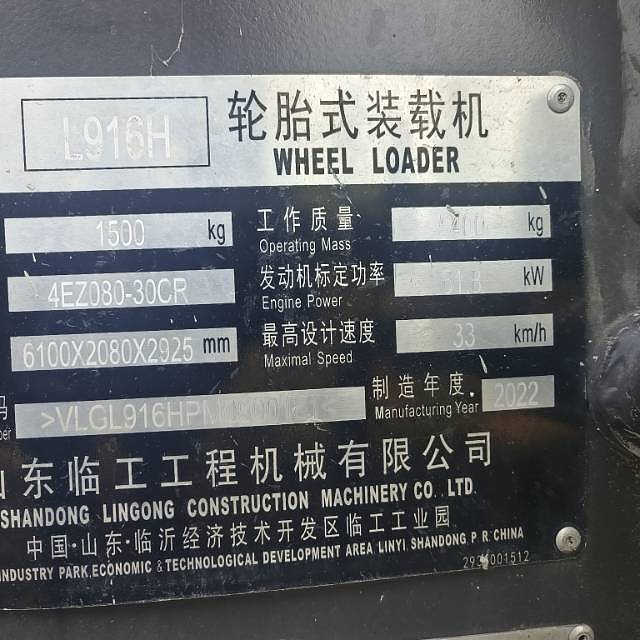 L916H
轮胎式装载机
WHEEL LOADER
1500 kg
工作质量
Operating Mass
kg
4EZ080-30CR
发动机标定功率
Engine Power
kW
6100X2080X2925 mm
最高设计速度
Maximal Speed
33 km/h
码
制造年度
Manufacturing Year
2022
东临工工程机械有限公司
SHANDONG LINGONG CONSTRUCTION MACHINERY CO. LTD.
中国·山东·临沂经济技术开发区临工工业园
INDUSTRY PARK.ECONOMIC & TECHNOLOGICAL DEVELOPMENT AREA LINYI SHANDONG P.R.CHINA